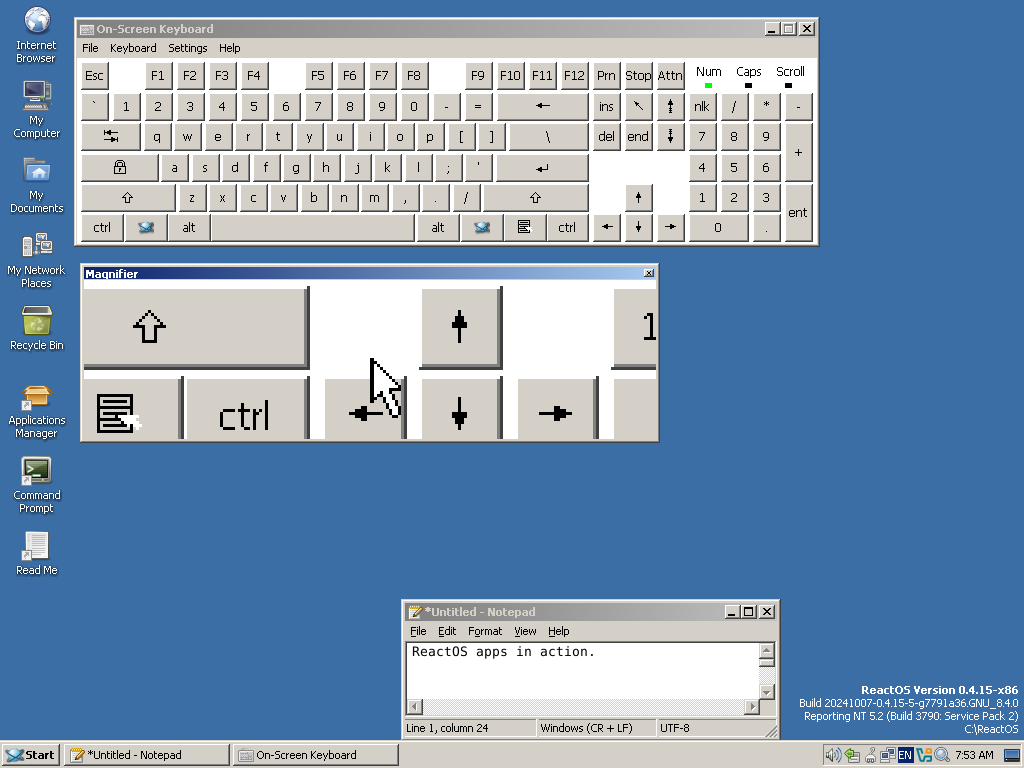 Internet
Browser
My
Computer
My
Documents
My Network
Places
Recycle Bin
Applications
Manager
Command
Prompt
Read Me
On-Screen Keyboard
File Keyboard Settings Help
Esc F1 F2 F3 F4 F5 F6 F7 F8 F9 F10 F11 F12 Prn Stop Attn Num Caps Scroll
` 1 2 3 4 5 6 7 8 9 0 - = ← ins ↖ nlk / * -
q w e r t y u i o p [ ] \ del end 7 8 9 +
a s d f g h j k l ; ' 4 5 6
z x c v b n m , . / ↑ 1 2 3 ent
ctrl alt alt ctrl ← ↓ → 0 .
Magnifier
↑ 1
ctrl ← ↓ →
*Untitled - Notepad
File Edit Format View Help
ReactOS apps in action.
Line 1, column 24 Windows (CR + LF) UTF-8
ReactOS Version 0.4.15-x86
Build 20241007-0.4.15-5-g7791a36.GNU_8.4.0
Reporting NT 5.2 (Build 3790: Service Pack 2)
C:\ReactOS
Start *Untitled - Notepad On-Screen Keyboard EN 7:53 AM